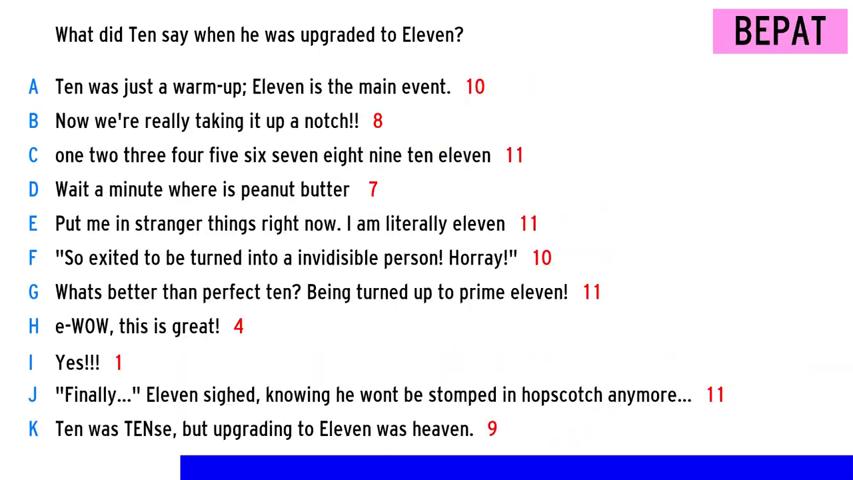 What did Ten say when he was upgraded to Eleven?
BEPAT
A Ten was just a warm-up; Eleven is the main event. 10
B Now we're really taking it up a notch!! 8
C one two three four five six seven eight nine ten eleven 11
D Wait a minute where is peanut butter 7
E Put me in stranger things right now. I am literally eleven 11
F "So exited to be turned into a invidisible person! Horray!" 10
G Whats better than perfect ten? Being turned up to prime eleven! 11
H e-WOW, this is great! 4
I Yes!!! 1
J "Finally..." Eleven sighed, knowing he wont be stomped in hopscotch anymore... 11
K Ten was TENse, but upgrading to Eleven was heaven. 9